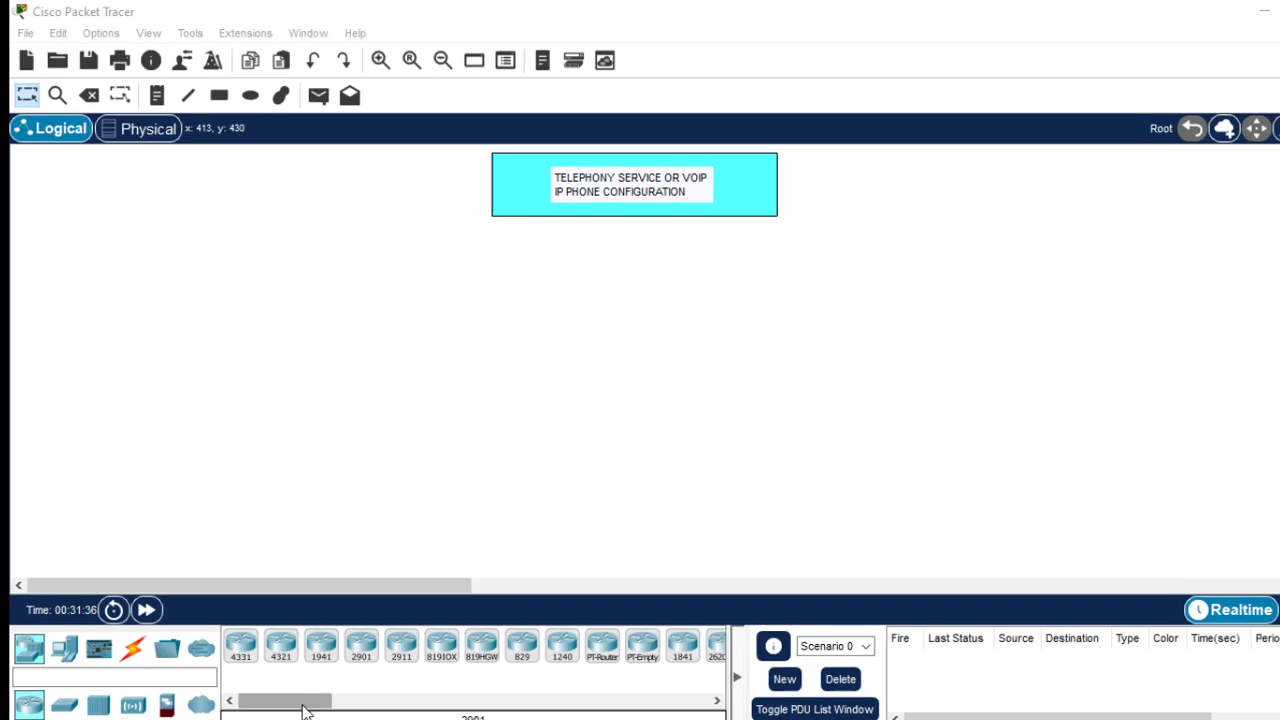 Cisco Packet Tracer
File Edit Options View Tools Extensions Window Help
Logical Physical x: 413, y: 430 Root
TELEPHONY SERVICE OR VOIP
IP PHONE CONFIGURATION
Time: 00:31:36 Realtime
4331 4321 1941 2901 2911 819IOX 819HGW 829 1240 PT-Router PT-Empty 1841 2620
Scenario 0
Fire Last Status Source Destination Type Color Time(sec) Perio
New Delete
Toggle PDU List Window
2901